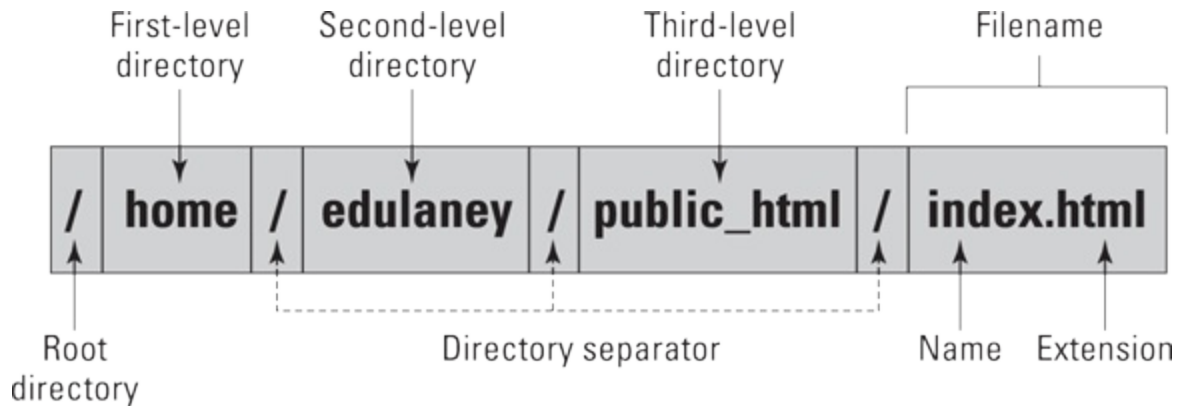 First-level directory
Second-level directory
Third-level directory
Filename
/ home / edulaney / public_html / index.html
Root directory
Directory separator
Name
Extension